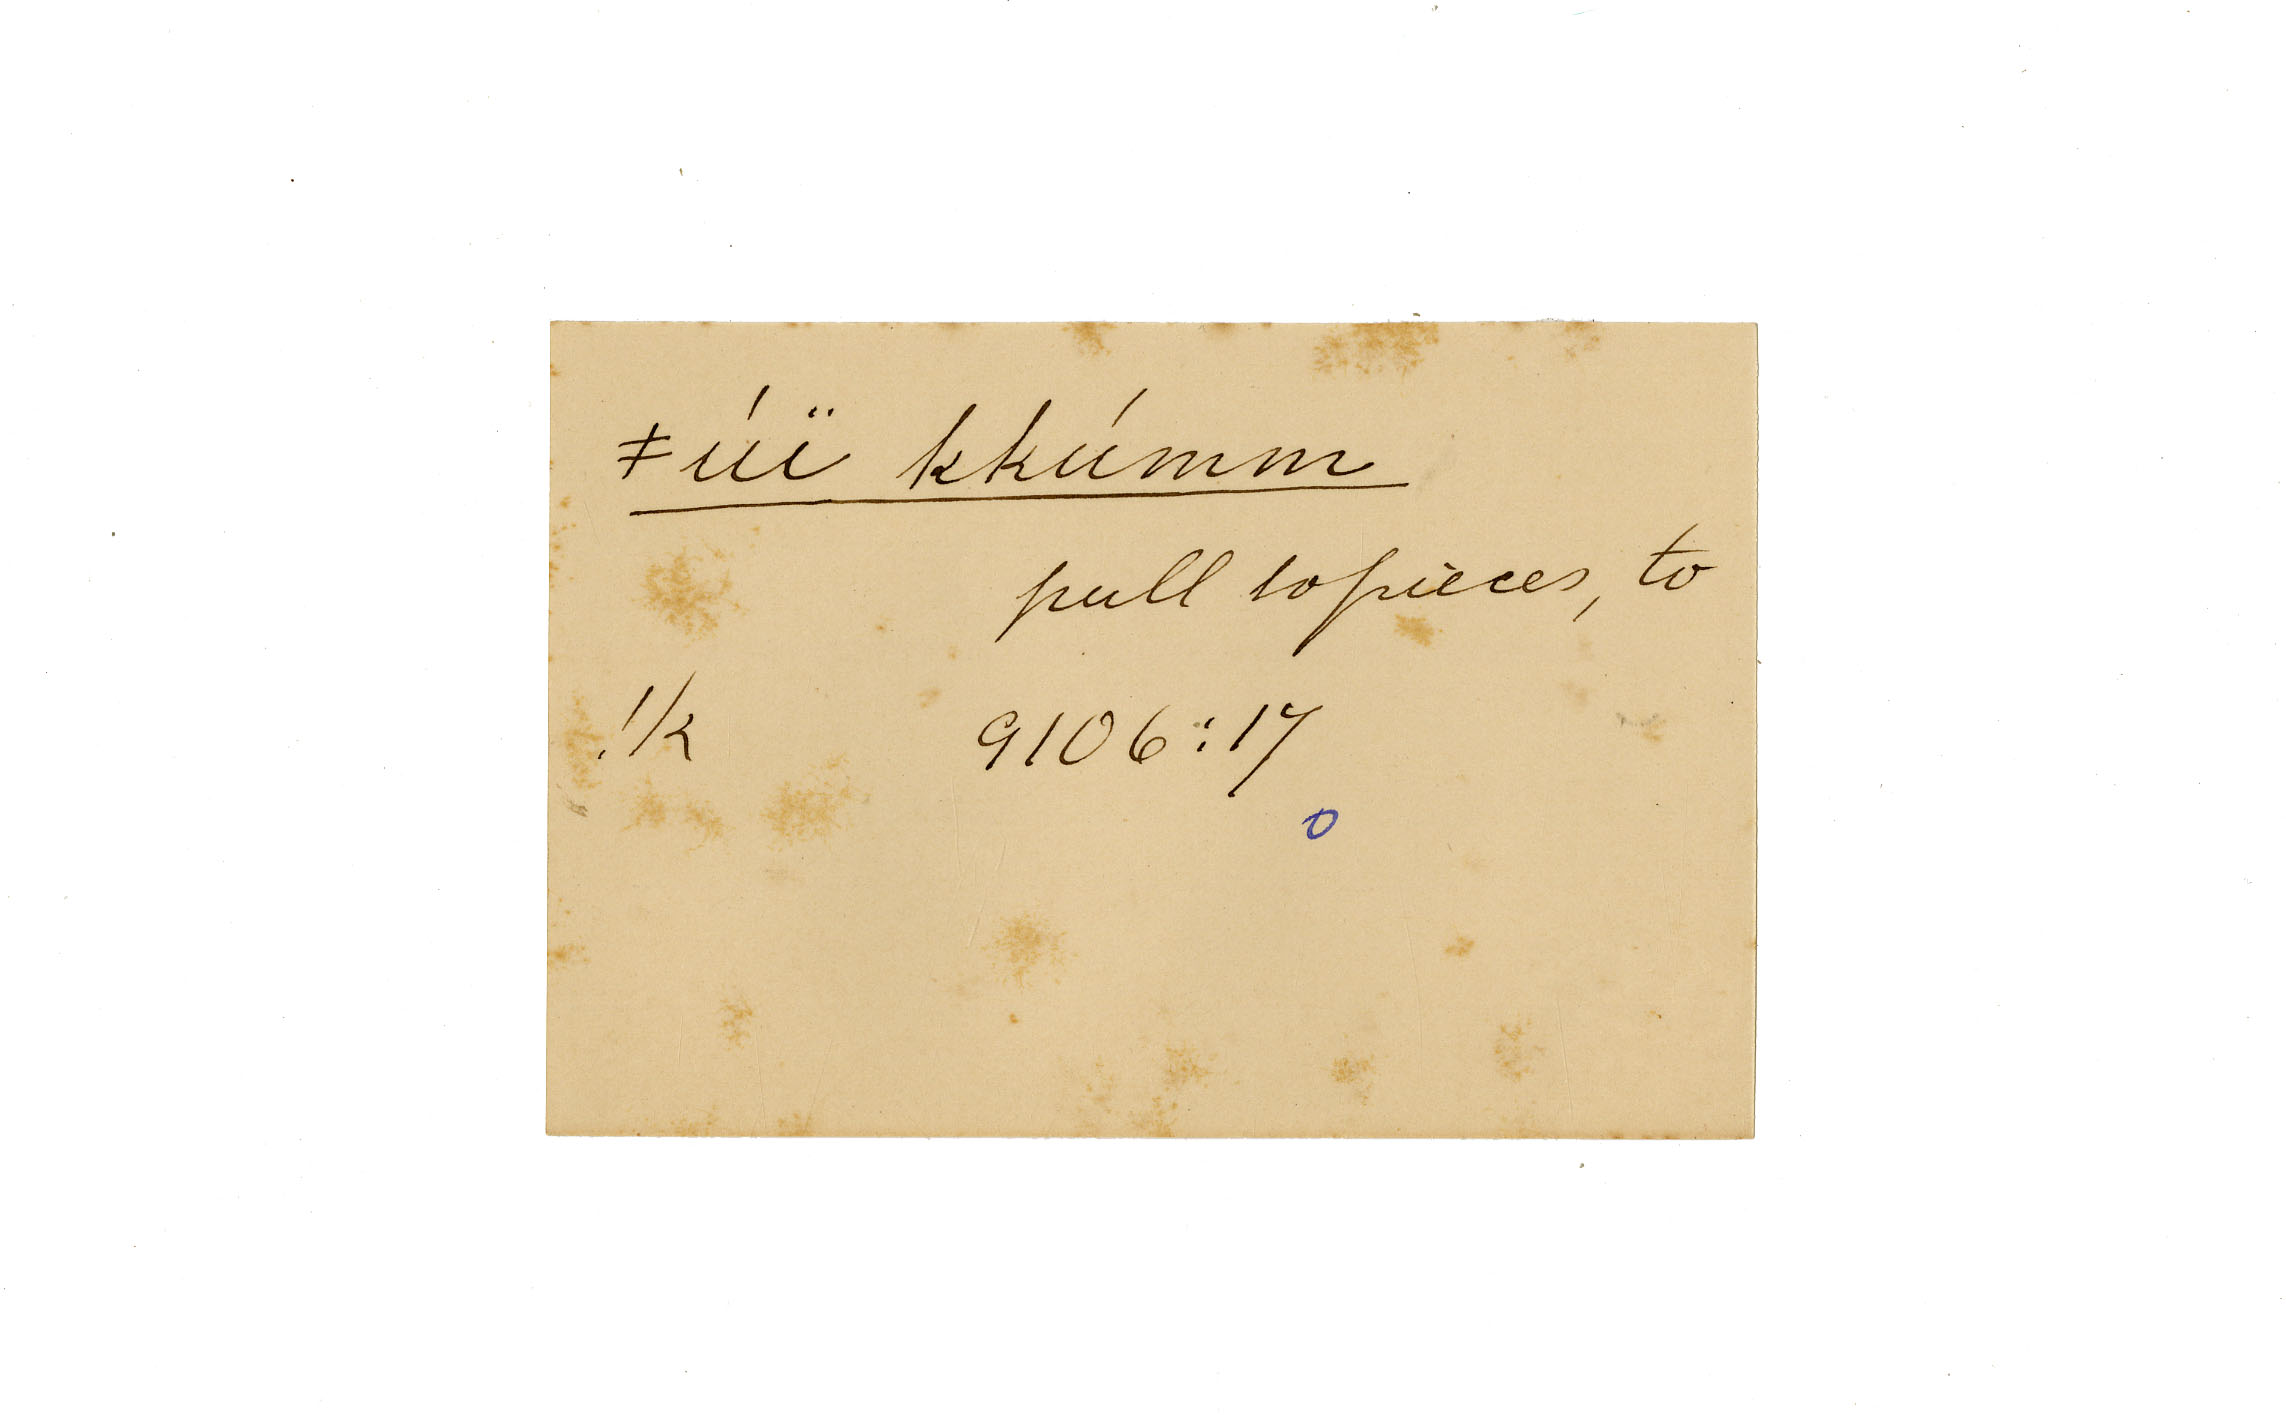 ǂúï kkúmm
pull to pieces, to
!k 9106:17
o